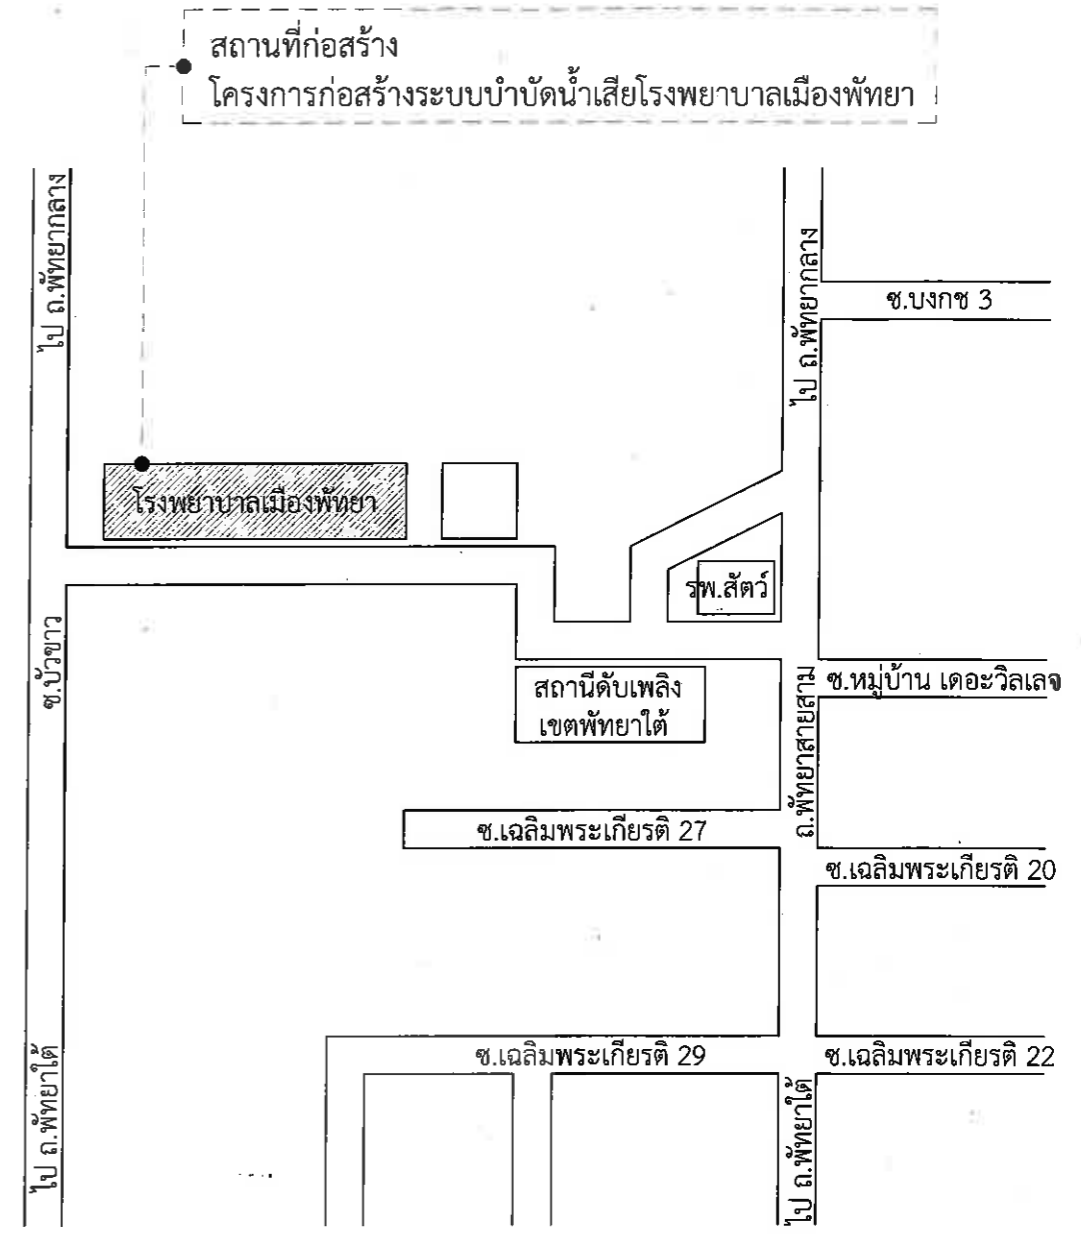 สถานที่ก่อสร้าง
โครงการก่อสร้างระบบบำบัดน้ำเสียโรงพยาบาลเมืองพัทยา
ไป ถ.พัทยากลาง
ไป ถ.พัทยากลาง
ซ.บงกช 3
โรงพยาบาลเมืองพัทยา
รพ.สัตว์
ซ.บัวขาว
สถานีดับเพลิง
เขตพัทยาใต้
ถ.พัทยาสายสาม
ซ.หมู่บ้าน เดอะวิลเลจ
ซ.เฉลิมพระเกียรติ 27
ซ.เฉลิมพระเกียรติ 20
ซ.เฉลิมพระเกียรติ 29
ซ.เฉลิมพระเกียรติ 22
ไป ถ.พัทยาใต้
ไป ถ.พัทยาใต้